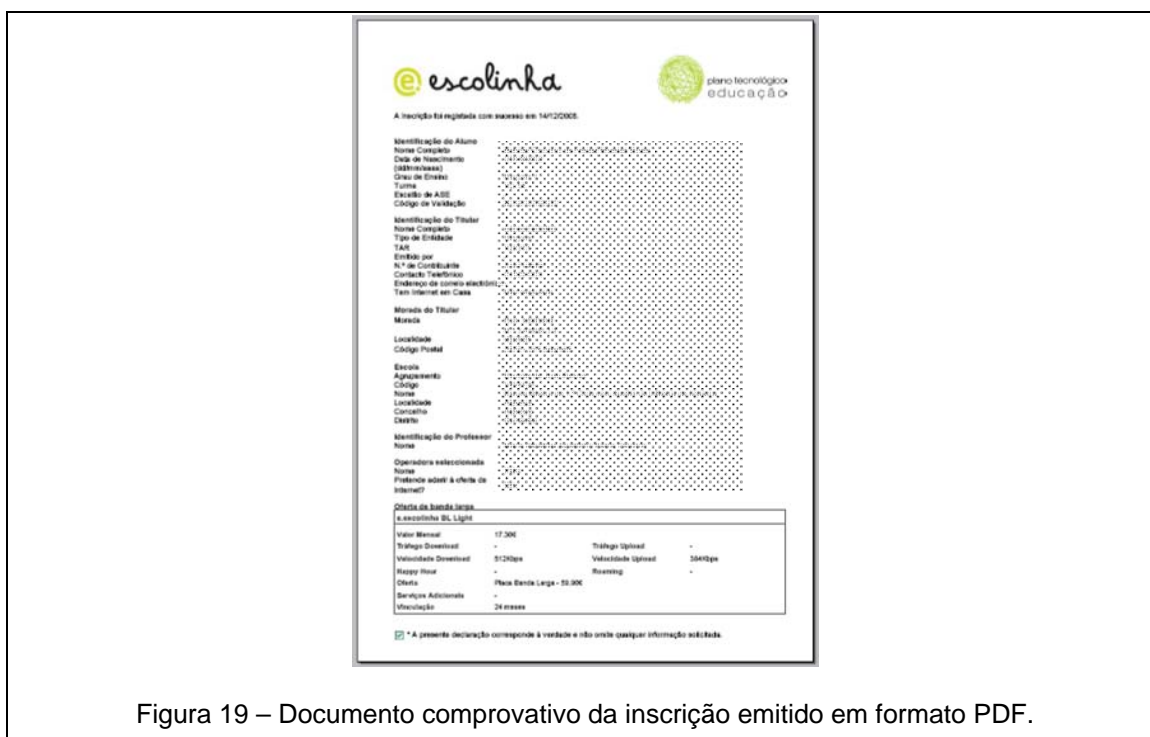 e escolinha
plano tecnológico
educação
A inscrição foi registada com sucesso em 14/12/2008.
Identificação do Aluno
Nome Completo
Data de Nascimento
(dd/mm/aaaa)
Grau de Ensino
Turma
Escalão de ASE
Código de Validação
Identificação do Titular
Nome Completo
Tipo de Entidade
TAR
Emitido por
N.º de Contribuinte
Contacto Telefónico
Endereço de correio electróni
Tem Internet em Casa
Morada do Titular
Morada
Localidade
Código Postal
Escola
Agrupamento
Código
Nome
Localidade
Concelho
Distrito
Identificação do Professor
Nome
Operadora seleccionada
Nome
Pretende aderir à oferta de
Internet?
Oferta de banda larga
e.escolinha BL Light
Valor Mensal 17.30€
Tráfego Download - Tráfego Upload -
Velocidade Download 512Kbps Velocidade Upload 384Kbps
Happy Hour - Roaming -
Oferta Placa Banda Larga - 59.90€
Serviços Adicionais -
Vinculação 24 meses
* A presente declaração corresponde à verdade e não omite qualquer informação solicitada.
Figura 19 – Documento comprovativo da inscrição emitido em formato PDF.